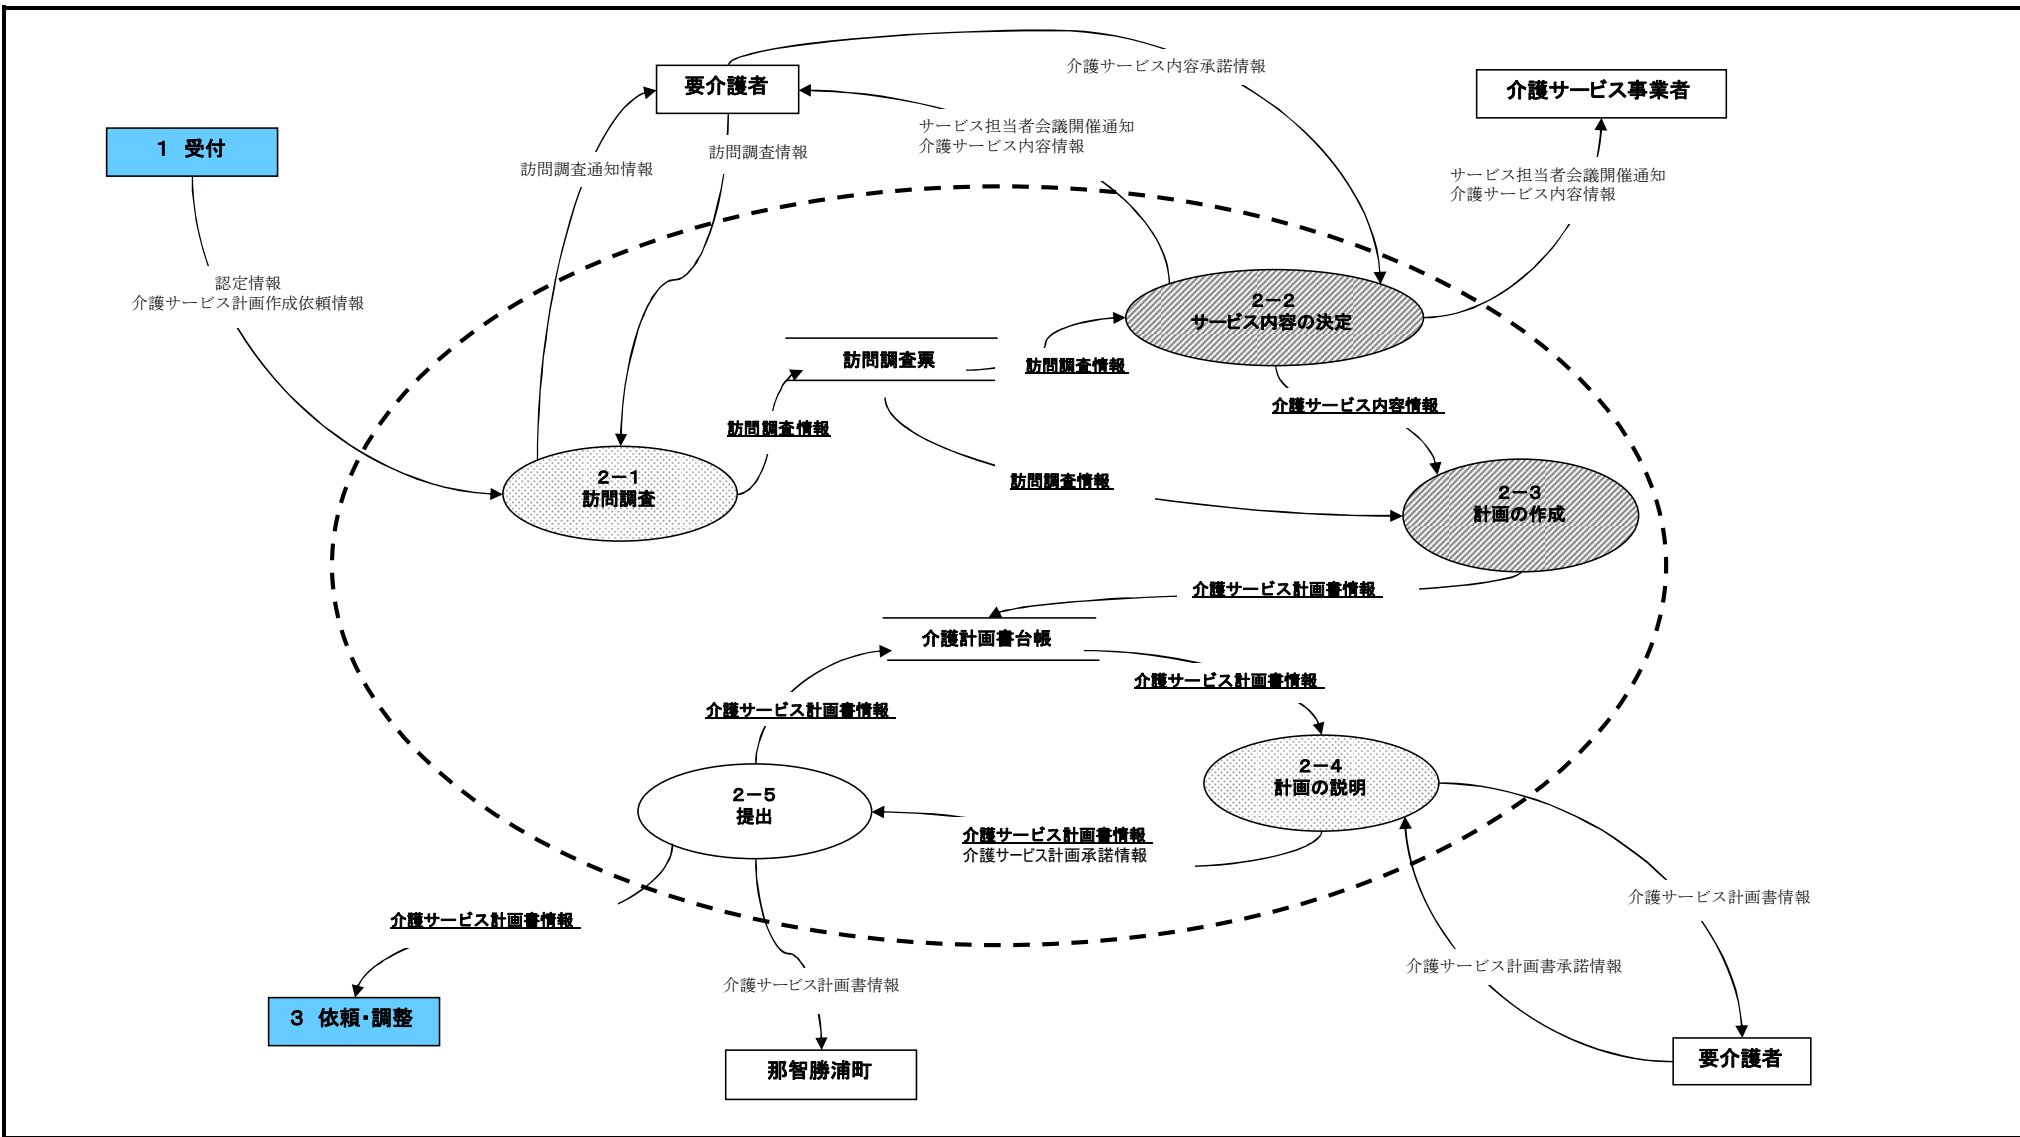 要介護者
介護サービス内容承諾情報
介護サービス事業者
1 受付
サービス担当者会議開催通知
介護サービス内容情報
訪問調査情報
訪問調査通知情報
サービス担当者会議開催通知
介護サービス内容情報
認定情報
介護サービス計画作成依頼情報
2-2
サービス内容の決定
訪問調査票
訪問調査情報
介護サービス内容情報
訪問調査情報
2-1
訪問調査
訪問調査情報
2-3
計画の作成
介護サービス計画書情報
介護計画書台帳
介護サービス計画書情報
介護サービス計画書情報
2-4
計画の説明
2-5
提出
介護サービス計画書情報
介護サービス計画承諾情報
介護サービス計画書情報
介護サービス計画書情報
介護サービス計画書承諾情報
介護サービス計画書情報
3 依頼・調整
那智勝浦町
要介護者